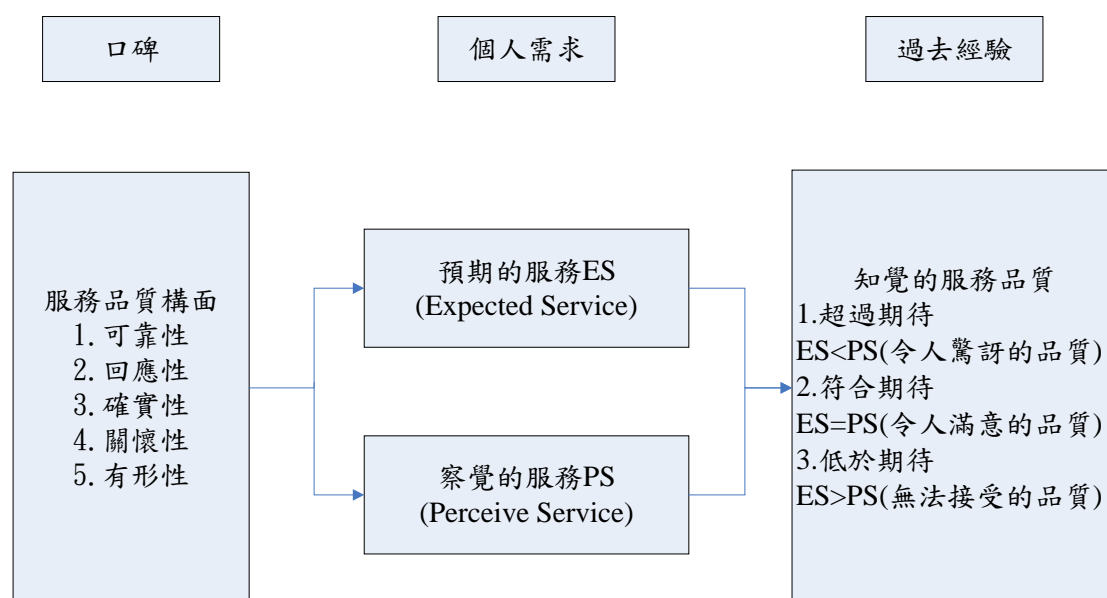 口碑
個人需求
過去經驗
服務品質構面
1.可靠性
2.回應性
3.確實性
4.關懷性
5.有形性
預期的服務ES
(Expected Service)
察覺的服務PS
(Perceive Service)
知覺的服務品質
1.超過期待
ES<PS(令人驚訝的品質)
2.符合期待
ES=PS(令人滿意的品質)
3.低於期待
ES>PS(無法接受的品質)